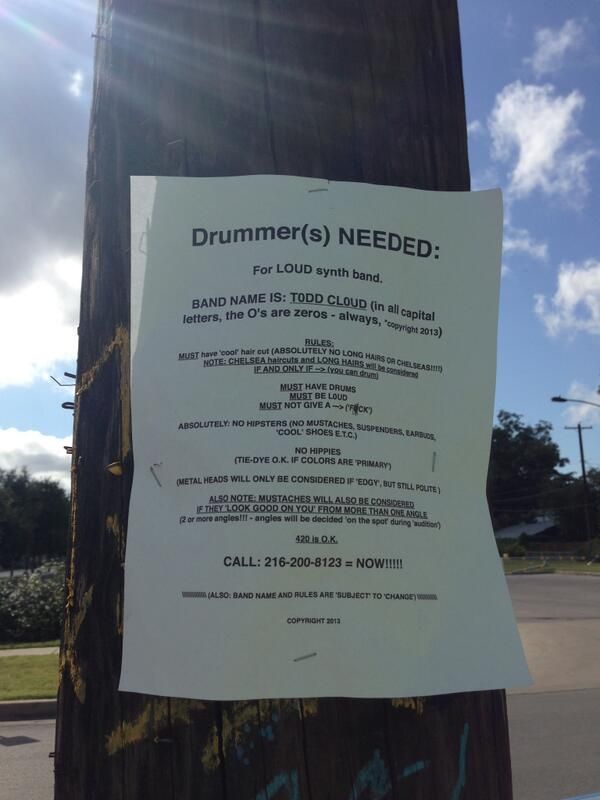 Drummer(s) NEEDED:
For LOUD synth band.
BAND NAME IS: T0DD CL0UD (in all capital
letters, the O's are zeros - always, *copyright 2013)
RULES:
MUST have 'cool' hair cut (ABSOLUTELY NO LONG HAIRS OR CHELSEAS!!!!)
NOTE: CHELSEA haircuts and LONG HAIRS will be considered
IF AND ONLY IF --> (you can drum)
MUST HAVE DRUMS
MUST BE LOUD
MUST NOT GIVE A --> ('FUCK')
ABSOLUTELY: NO HIPSTERS (NO MUSTACHES, SUSPENDERS, EARBUDS,
'COOL' SHOES E.T.C.)
NO HIPPIES
(TIE-DYE O.K. IF COLORS ARE 'PRIMARY')
(METAL HEADS WILL ONLY BE CONSIDERED IF 'EDGY', BUT STILL POLITE )
ALSO NOTE: MUSTACHES WILL ALSO BE CONSIDERED
IF THEY 'LOOK GOOD ON YOU' FROM MORE THAN ONE ANGLE
(2 or more angles!!! - angles will be decided 'on the spot' during 'audition')
420 is O.K.
CALL: 216-200-8123 = NOW!!!!!
\\\\\\\\\\\\ (ALSO: BAND NAME AND RULES ARE 'SUBJECT' TO 'CHANGE') \\\\\\\\\\\\
COPYRIGHT 2013